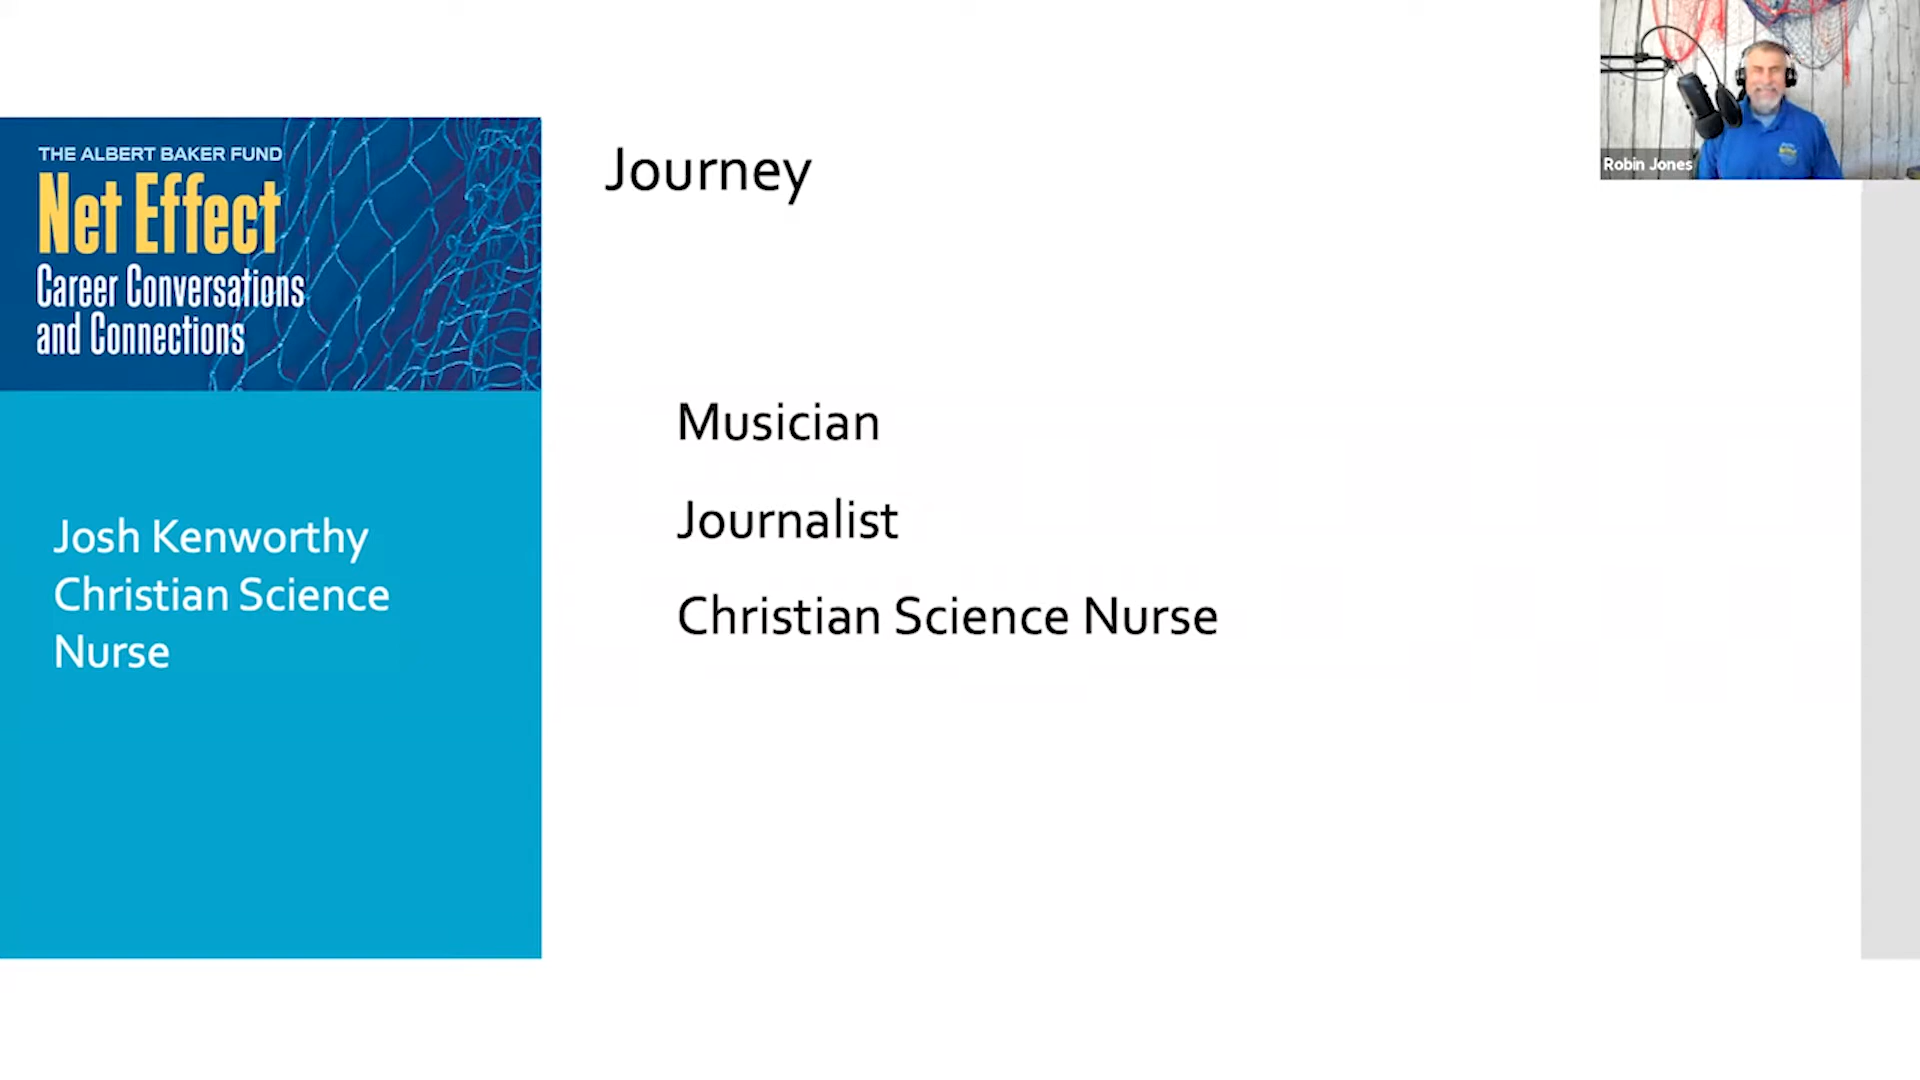 THE ALBERT BAKER FUND
Net Effect
Career Conversations
and Connections
Josh Kenworthy
Christian Science
Nurse
Journey
Musician
Journalist
Christian Science Nurse
Robin Jones